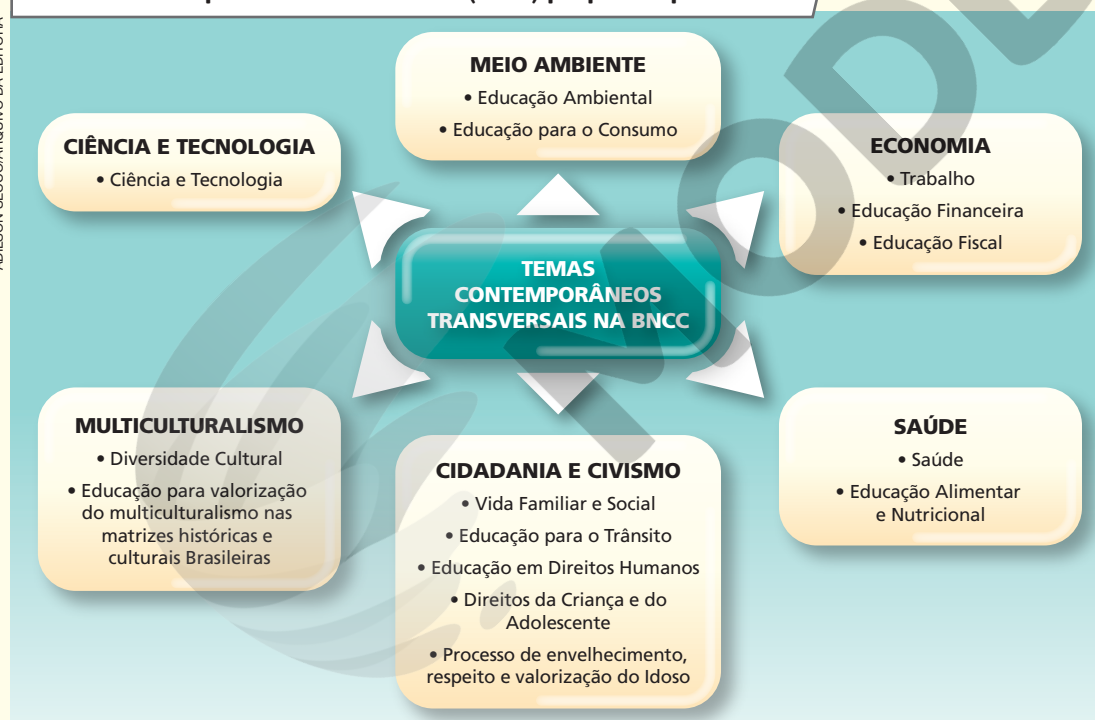 MEIO AMBIENTE
• Educação Ambiental
• Educação para o Consumo
CIÊNCIA E TECNOLOGIA
• Ciência e Tecnologia
ECONOMIA
• Trabalho
• Educação Financeira
• Educação Fiscal
TEMAS
CONTEMPORÂNEOS
TRANSVERSAIS NA BNCC
MULTICULTURALISMO
• Diversidade Cultural
• Educação para valorização
do multiculturalismo nas
matrizes históricas e
culturais Brasileiras
CIDADANIA E CIVISMO
• Vida Familiar e Social
• Educação para o Trânsito
• Educação em Direitos Humanos
• Direitos da Criança e do
Adolescente
• Processo de envelhecimento,
respeito e valorização do Idoso
SAÚDE
• Saúde
• Educação Alimentar
e Nutricional